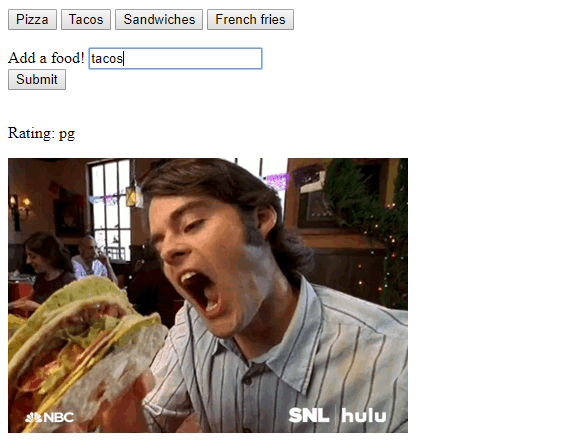 Pizza Tacos Sandwiches French fries
Add a food! tacos
Submit
Rating: pg
NBC SNL hulu